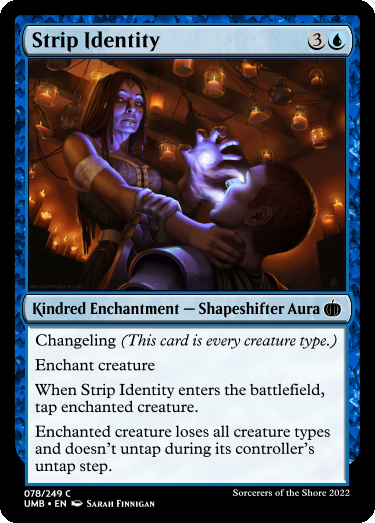 Strip Identity 3
Kindred Enchantment — Shapeshifter Aura
Changeling (This card is every creature type.)
Enchant creature
When Strip Identity enters the battlefield,
tap enchanted creature.
Enchanted creature loses all creature types
and doesn't untap during its controller's
untap step.
078/249 C
UMB • EN Sarah Finnigan
Sorcerers of the Shore 2022